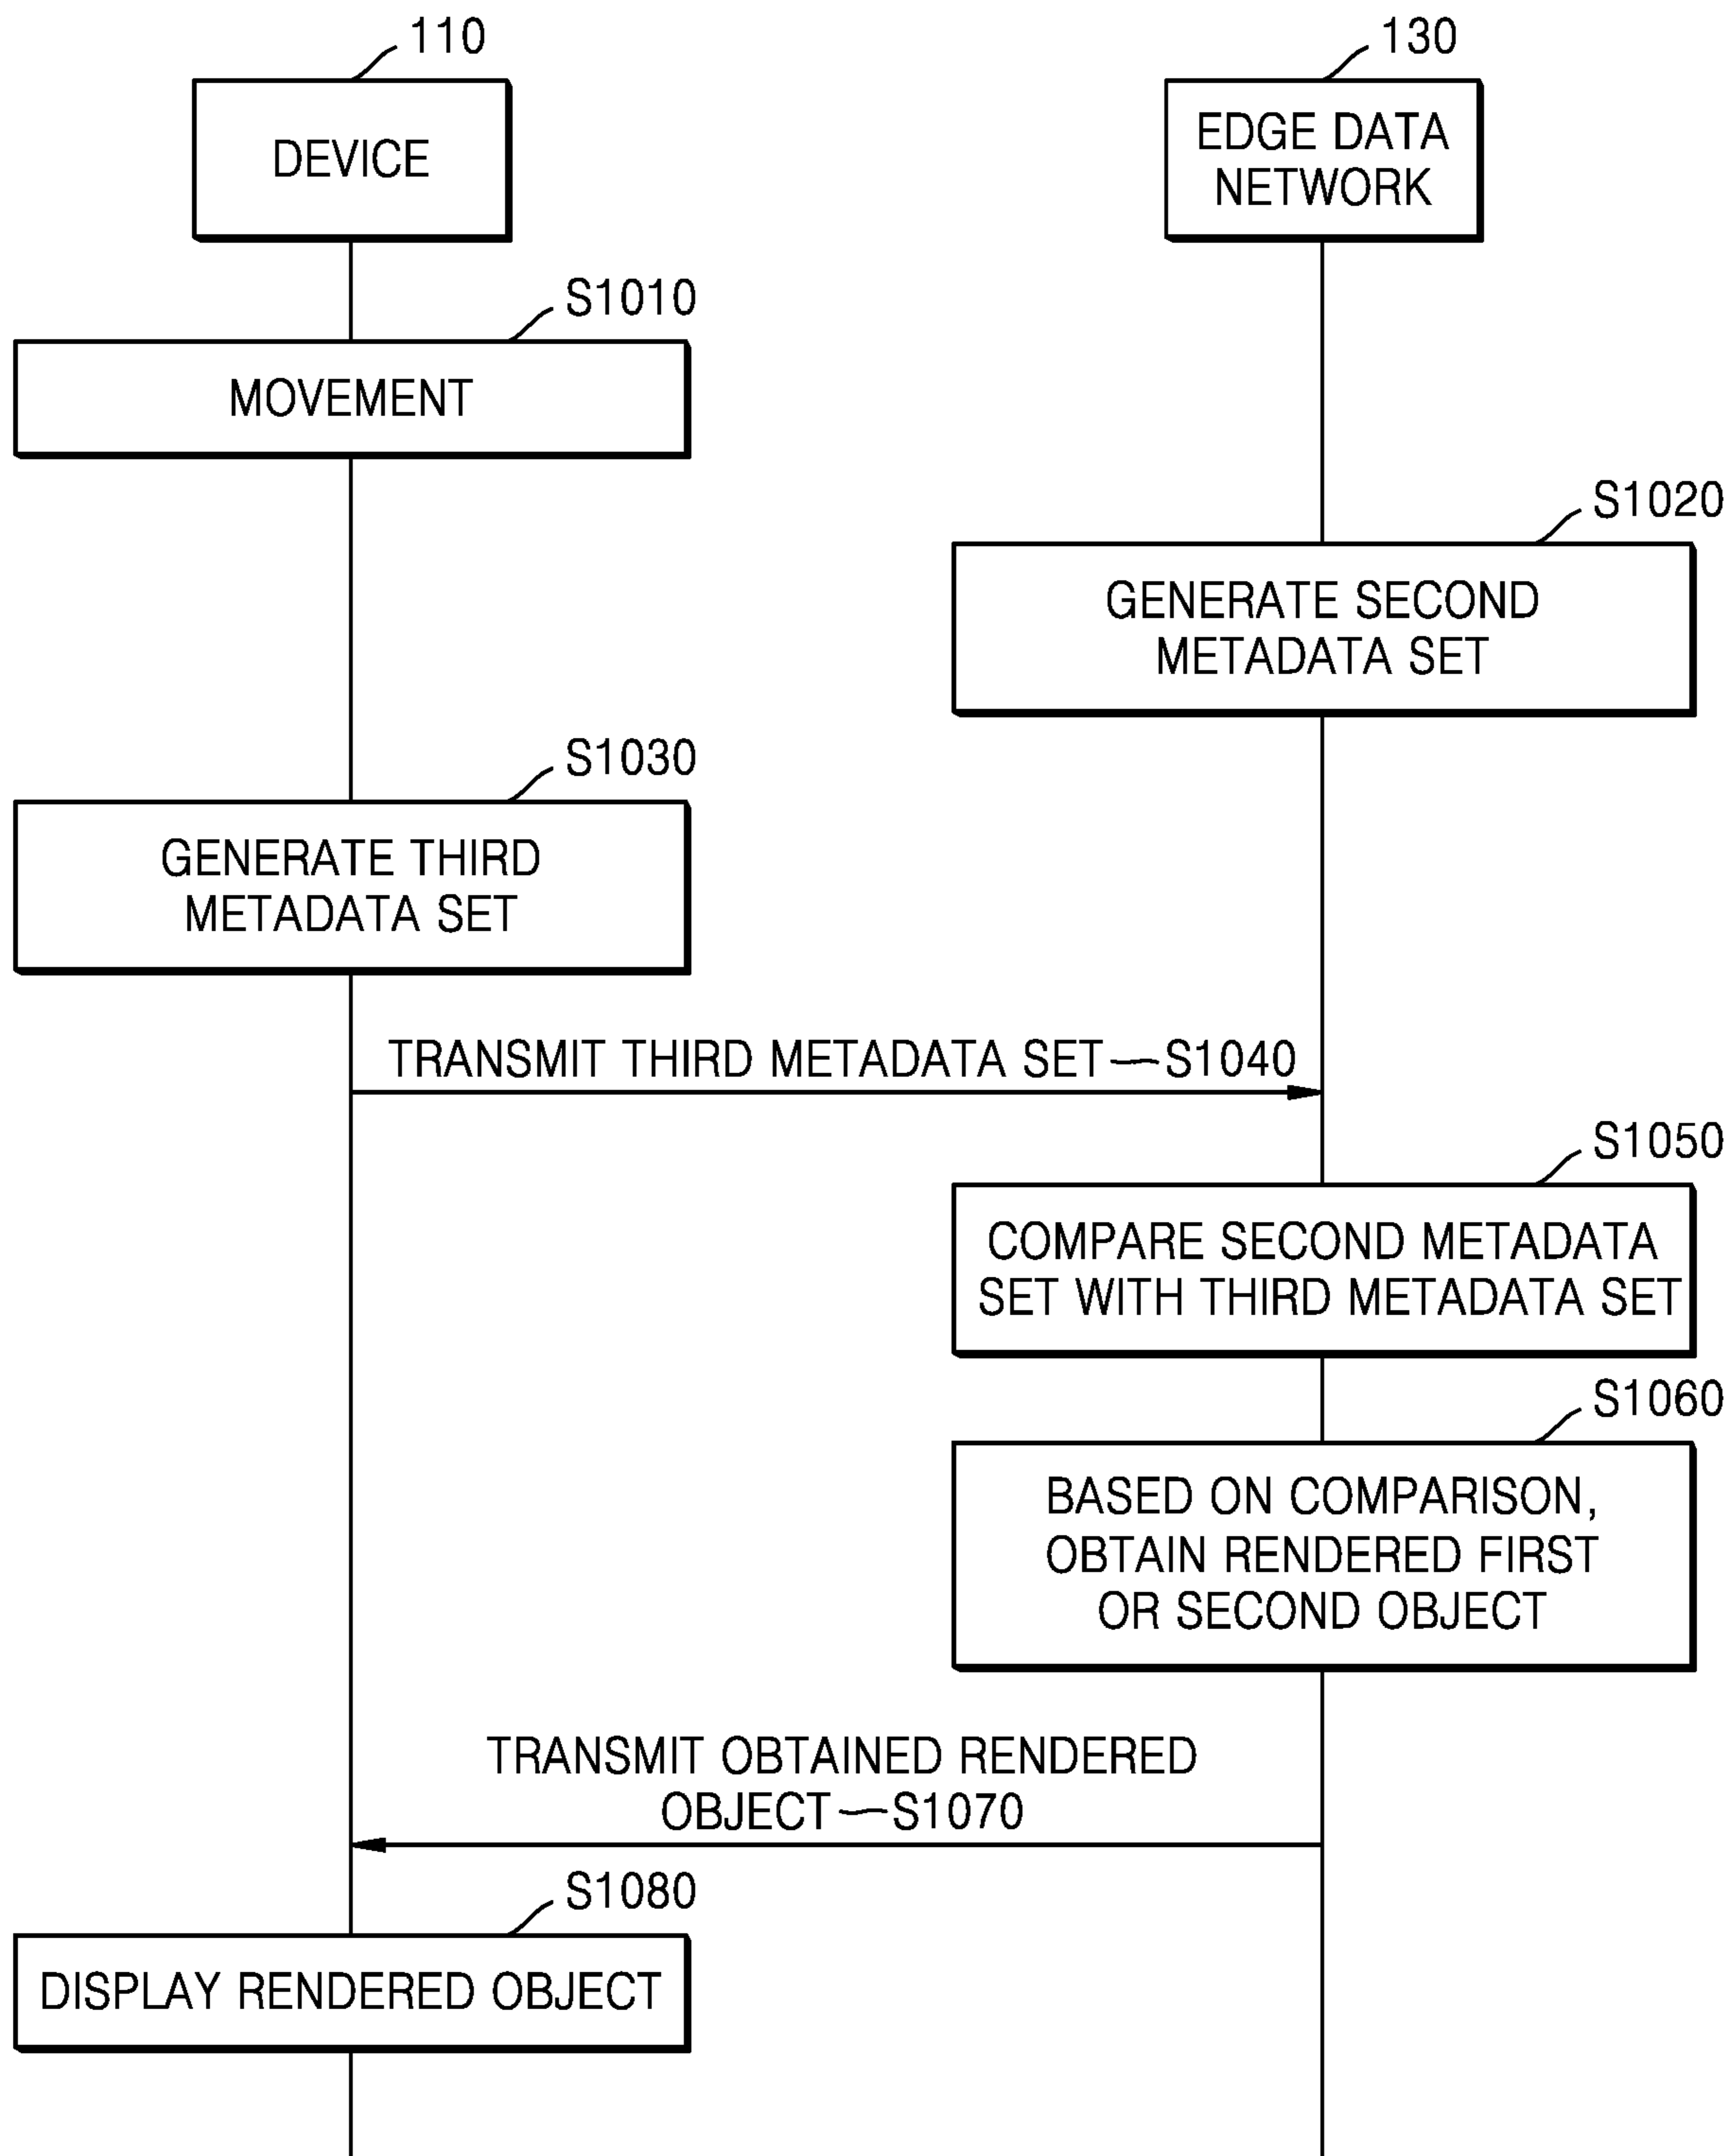 110
130
DEVICE
EDGE DATA
NETWORK
S1010
MOVEMENT
S1020
GENERATE SECOND
METADATA SET
S1030
GENERATE THIRD
METADATA SET
TRANSMIT THIRD METADATA SET S1040
S1050
COMPARE SECOND METADATA
SET WITH THIRD METADATA SET
S1060
BASED ON COMPARISON,
OBTAIN RENDERED FIRST
OR SECOND OBJECT
TRANSMIT OBTAINED RENDERED
OBJECT S1070
S1080
DISPLAY RENDERED OBJECT